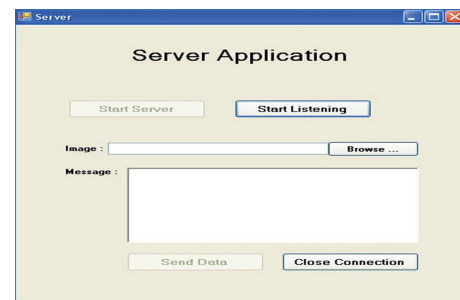 Server
Server Application
Start Server
Start Listening
Image :
Browse ...
Message :
Send Data
Close Connection